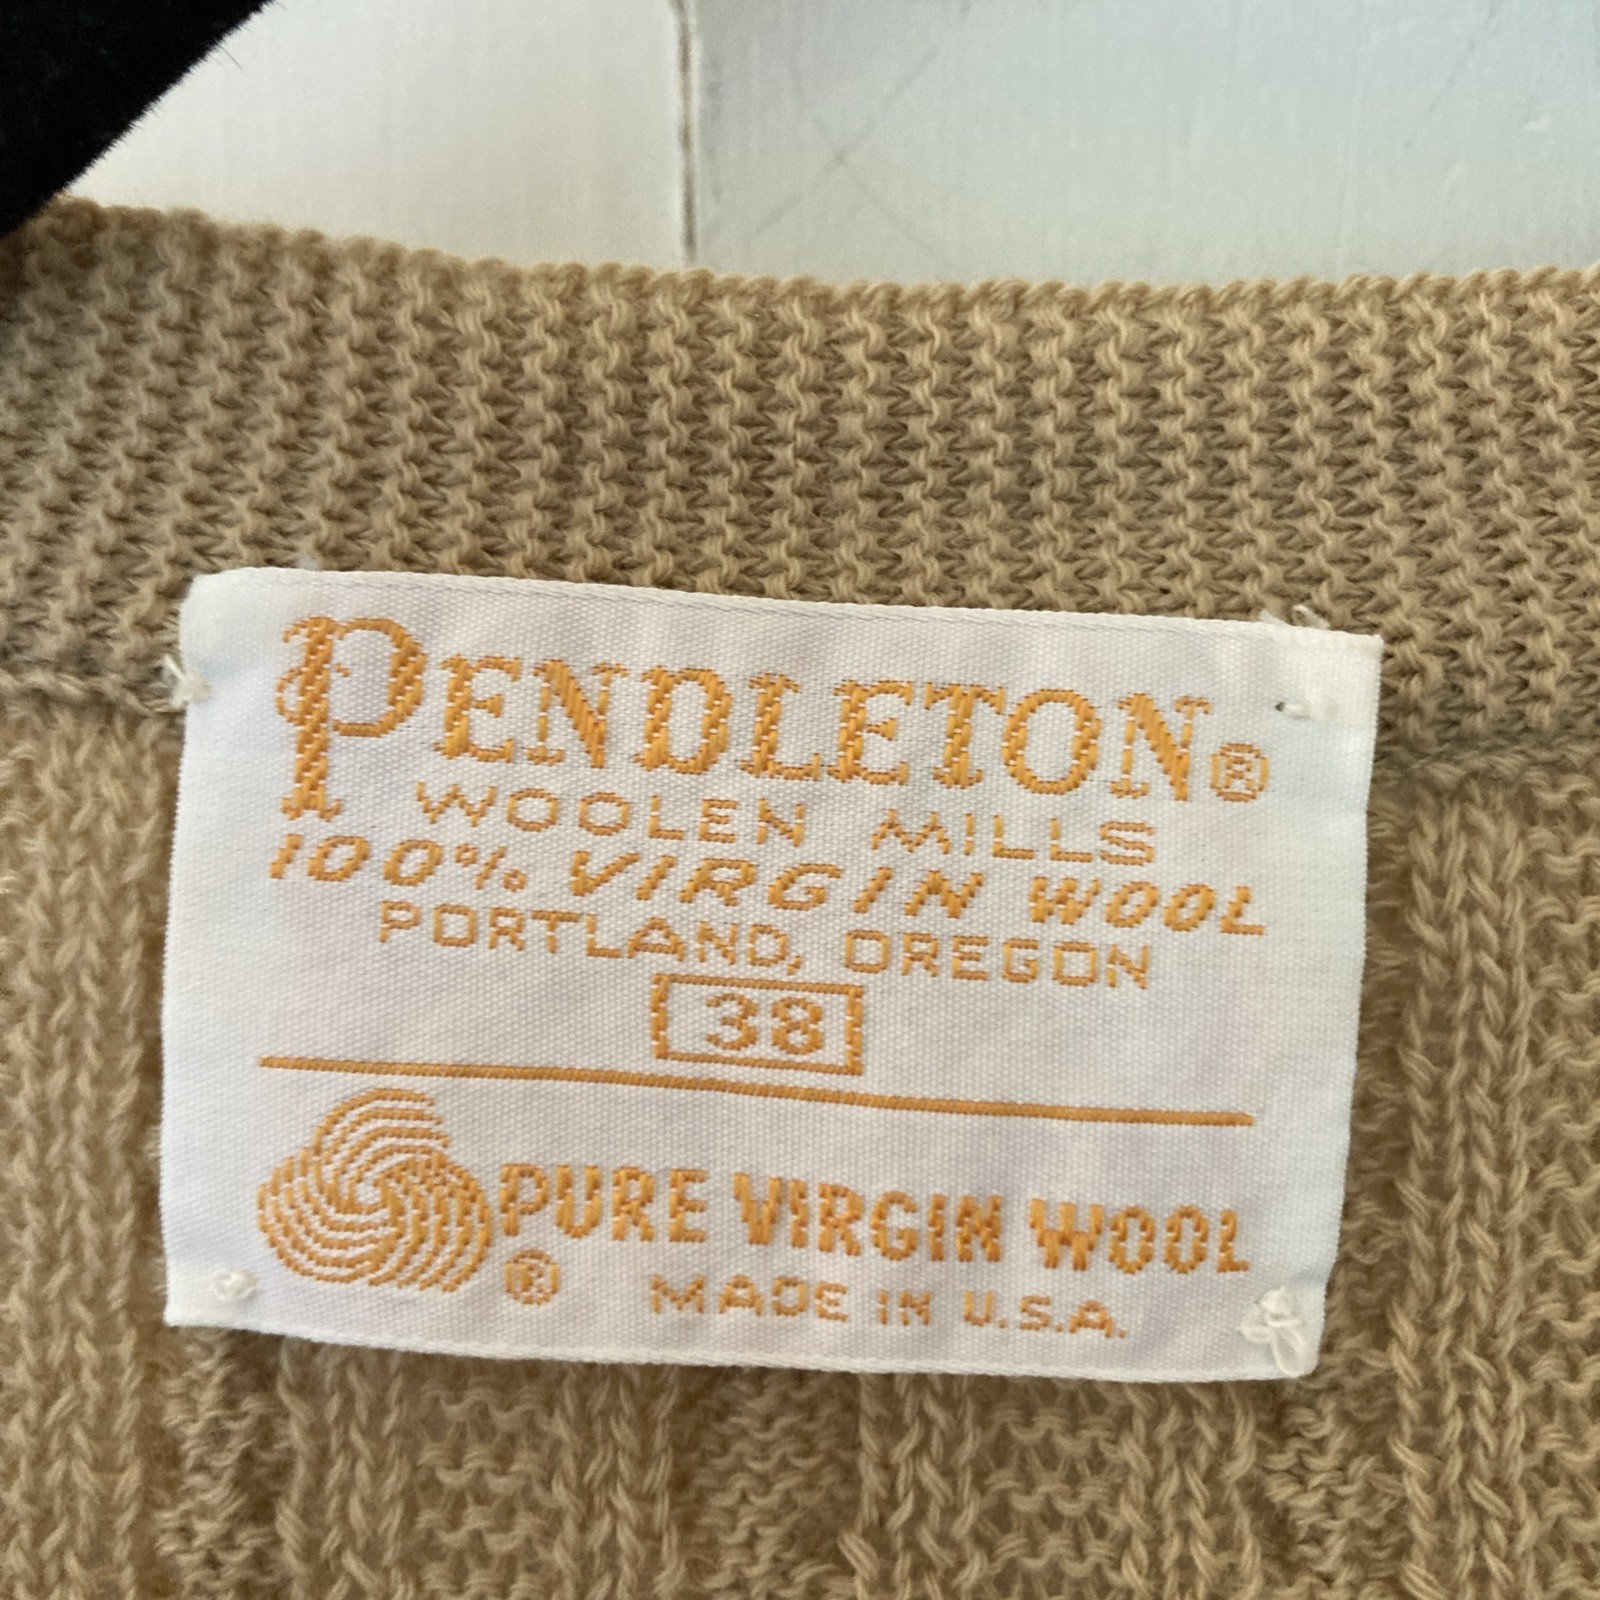 PENDLETON®
WOOLEN MILLS
100% VIRGIN WOOL
PORTLAND, OREGON
38
PURE VIRGIN WOOL
® MADE IN U.S.A.